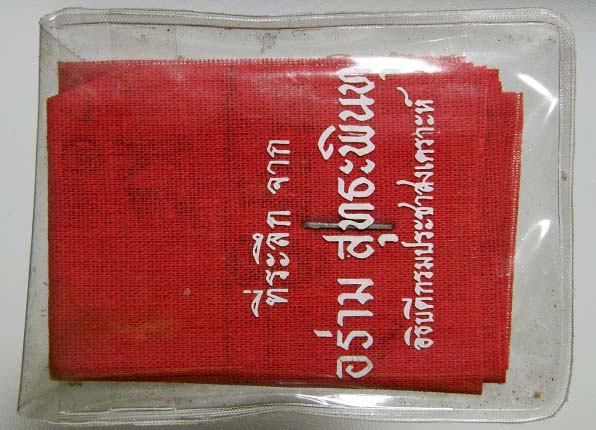 ที่ระลึก จาก
อร่าม สุทธะพินทุ
อธิบดีกรมประชาสงเคราะห์